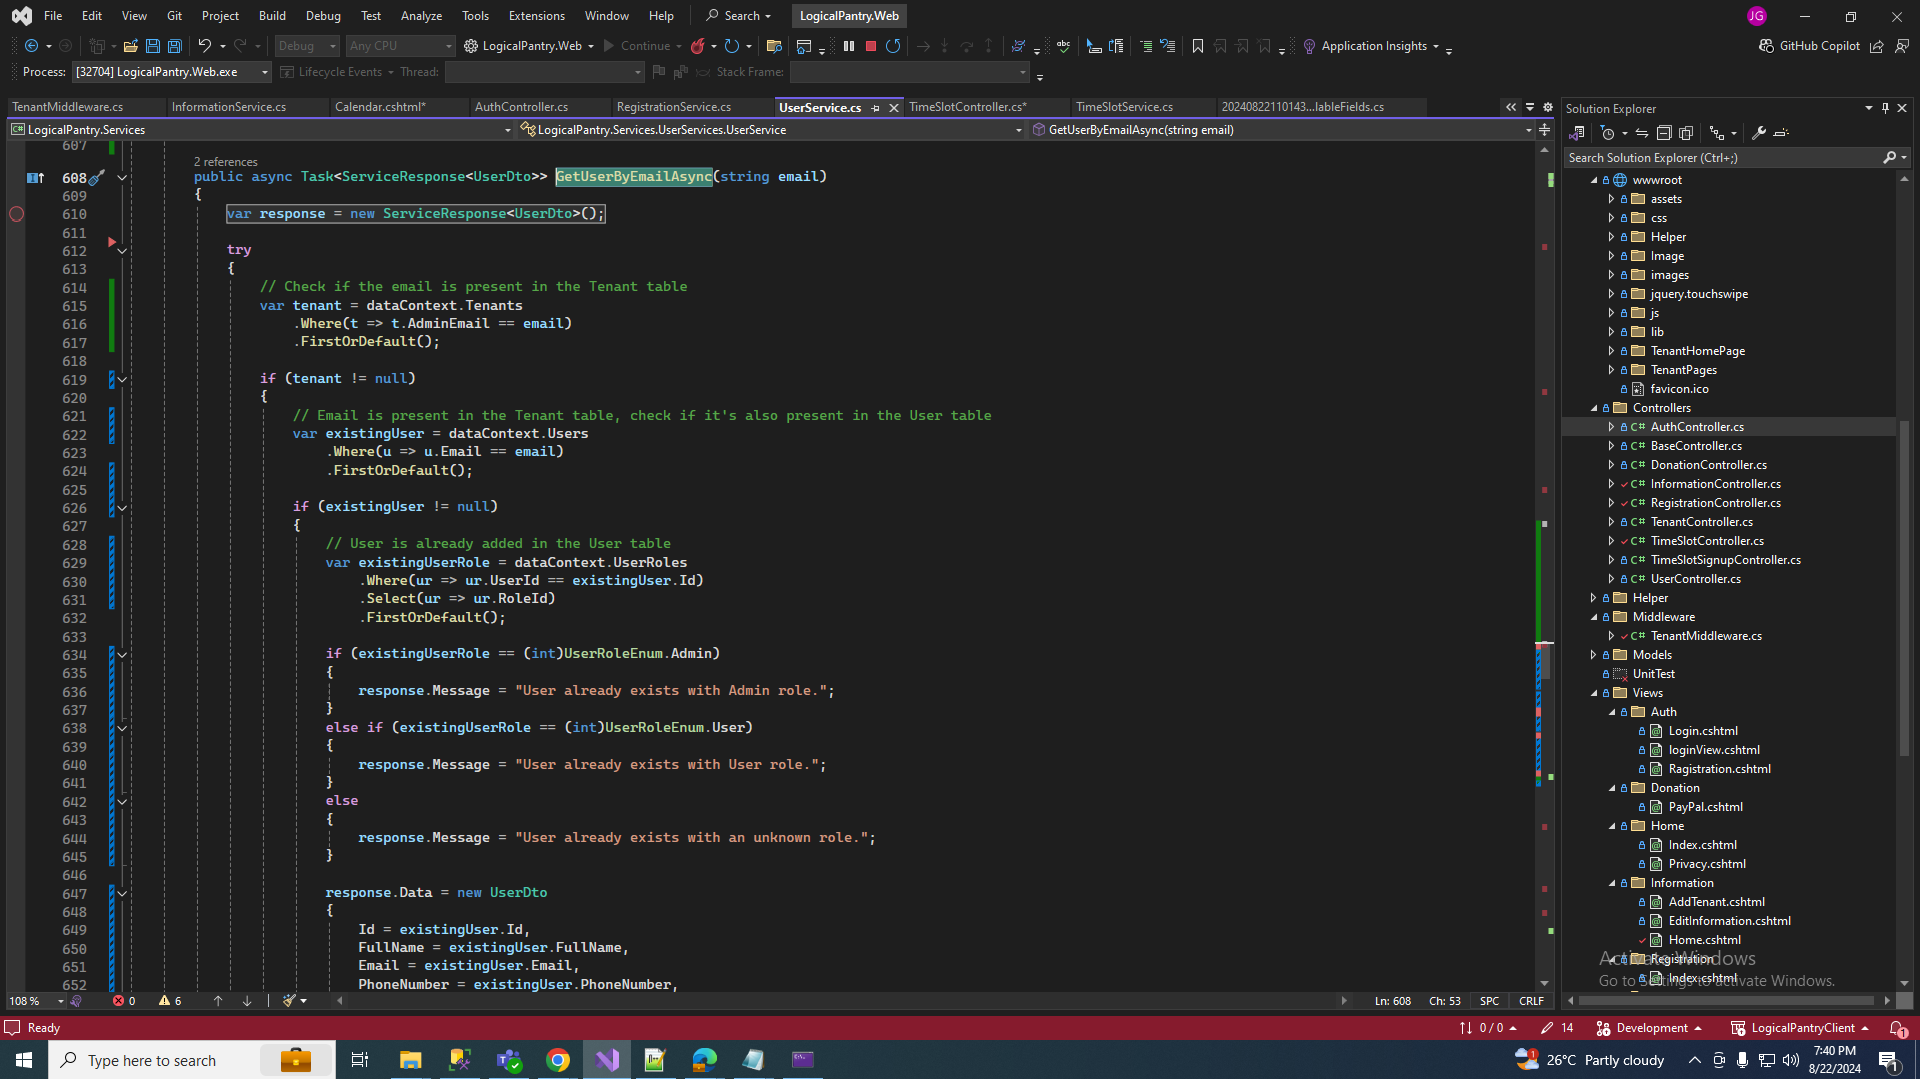 File Edit View Git Project Build Debug Test Analyze Tools Extensions Window Help Search LogicalPantry.Web JG
Debug Any CPU LogicalPantry.Web Continue Application Insights GitHub Copilot
Process: [32704] LogicalPantry.Web.exe Lifecycle Events Thread: Stack Frame:
TenantMiddleware.cs InformationService.cs Calendar.cshtml* AuthController.cs RegistrationService.cs UserService.cs TimeSlotController.cs* TimeSlotService.cs 20240822110143...lableFields.cs
LogicalPantry.Services LogicalPantry.Services.UserServices.UserService GetUserByEmailAsync(string email)
607
2 references
608 public async Task<ServiceResponse<UserDto>> GetUserByEmailAsync(string email)
609 {
610 var response = new ServiceResponse<UserDto>();
611
612 try
613 {
614 // Check if the email is present in the Tenant table
615 var tenant = dataContext.Tenants
616 .Where(t => t.AdminEmail == email)
617 .FirstOrDefault();
618
619 if (tenant != null)
620 {
621 // Email is present in the Tenant table, check if it's also present in the User table
622 var existingUser = dataContext.Users
623 .Where(u => u.Email == email)
624 .FirstOrDefault();
625
626 if (existingUser != null)
627 {
628 // User is already added in the User table
629 var existingUserRole = dataContext.UserRoles
630 .Where(ur => ur.UserId == existingUser.Id)
631 .Select(ur => ur.RoleId)
632 .FirstOrDefault();
633
634 if (existingUserRole == (int)UserRoleEnum.Admin)
635 {
636 response.Message = "User already exists with Admin role.";
637 }
638 else if (existingUserRole == (int)UserRoleEnum.User)
639 {
640 response.Message = "User already exists with User role.";
641 }
642 else
643 {
644 response.Message = "User already exists with an unknown role.";
645 }
646
647 response.Data = new UserDto
648 {
649 Id = existingUser.Id,
650 FullName = existingUser.FullName,
651 Email = existingUser.Email,
652 PhoneNumber = existingUser.PhoneNumber,
108 % 0 6 Ln: 608 Ch: 53 SPC CRLF
Solution Explorer
Search Solution Explorer (Ctrl+;)
wwwroot
assets
css
Helper
Image
images
jquery.touchswipe
js
lib
TenantHomePage
TenantPages
favicon.ico
Controllers
C# AuthController.cs
C# BaseController.cs
C# DonationController.cs
C# InformationController.cs
C# RegistrationController.cs
C# TenantController.cs
C# TimeSlotController.cs
C# TimeSlotSignupController.cs
C# UserController.cs
Helper
Middleware
C# TenantMiddleware.cs
Models
UnitTest
Views
Auth
Login.cshtml
loginView.cshtml
Ragistration.cshtml
Donation
PayPal.cshtml
Home
Index.cshtml
Privacy.cshtml
Information
AddTenant.cshtml
EditInformation.cshtml
Home.cshtml
Registration
Index.cshtml
Activate Windows
Go to Settings to activate Windows.
Ready 0 / 0 14 Development LogicalPantryClient 1
Type here to search 26°C Partly cloudy 7:40 PM
8/22/2024 1